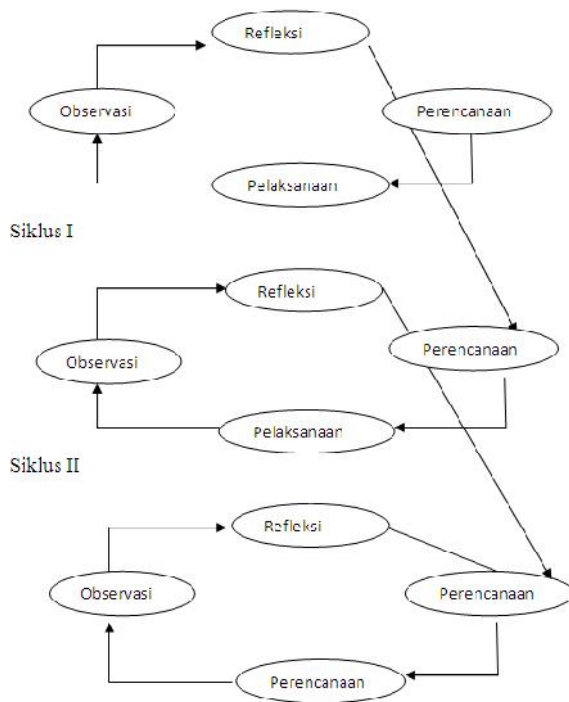 Refleksi
Observasi
Perencanaan
Pelaksanaan
Siklus I
Refleksi
Perencanaan
Observasi
Pelaksanaan
Siklus II
Refleksi
Observasi
Perencanaan
Perencanaan